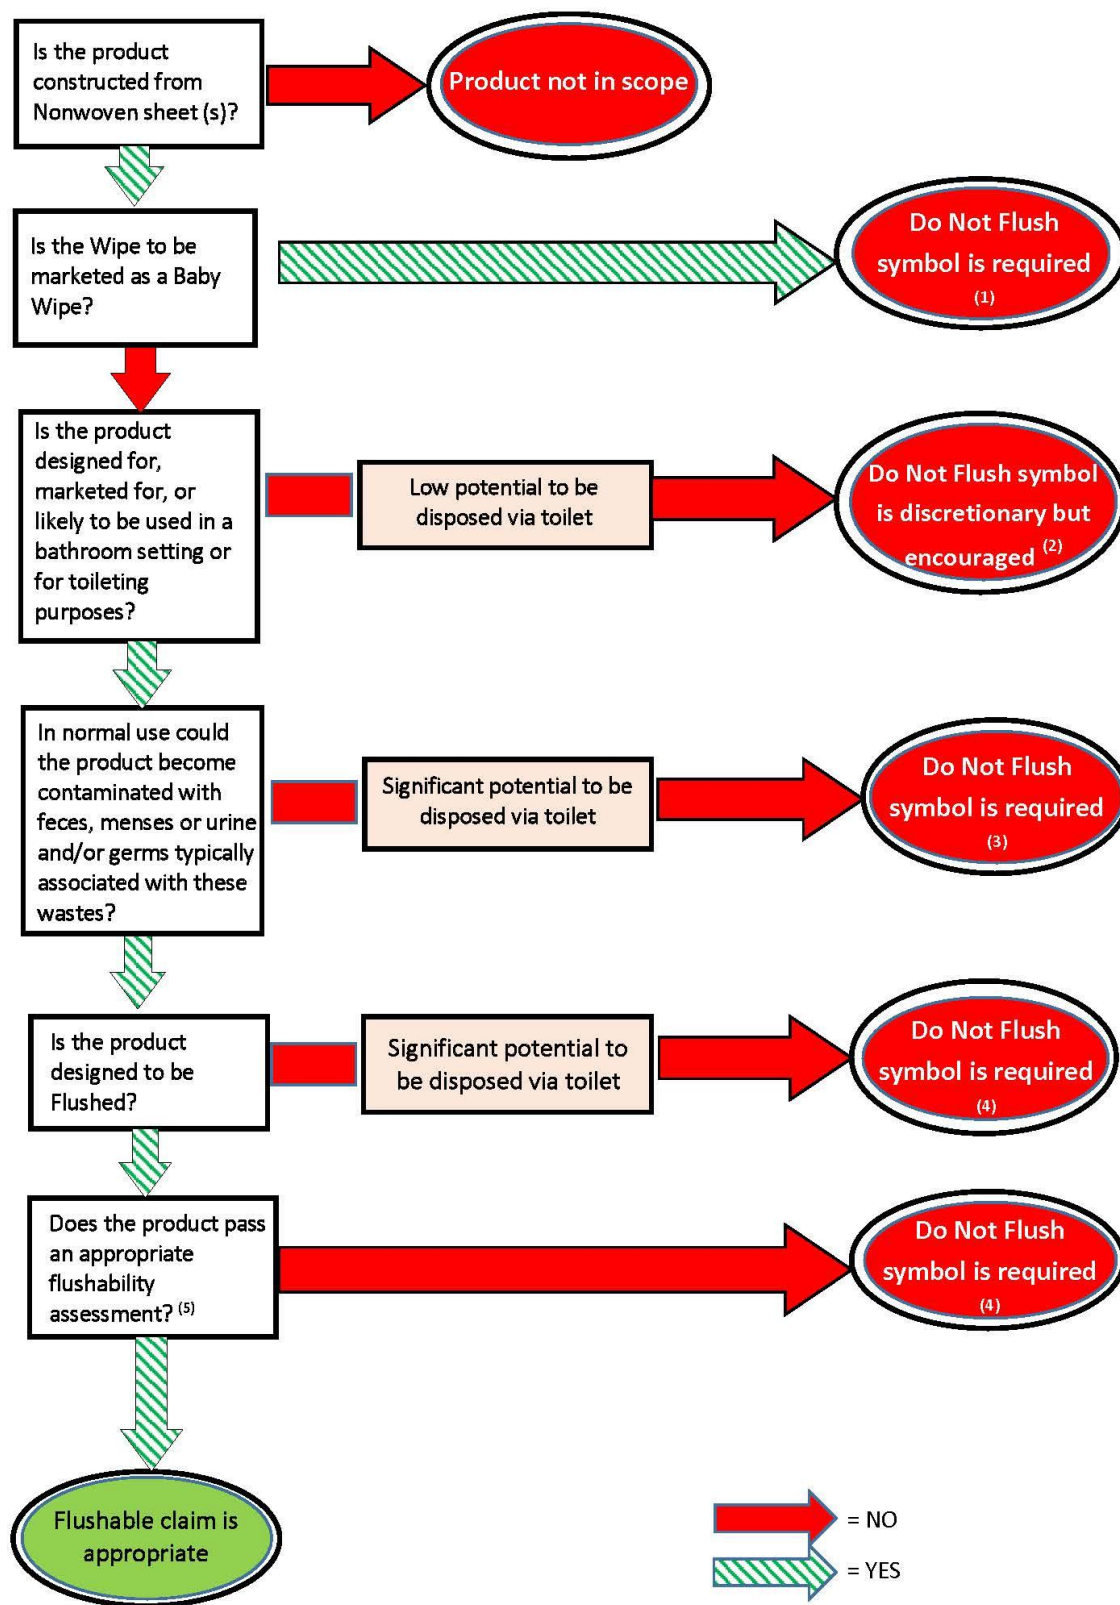 Is the product
constructed from
Nonwoven sheet (s)?
Product not in scope
Is the Wipe to be
marketed as a Baby
Wipe?
Do Not Flush
symbol is required
(1)
Is the product
designed for,
marketed for, or
likely to be used in a
bathroom setting or
for toileting
purposes?
Low potential to be
disposed via toilet
Do Not Flush symbol
is discretionary but
encouraged (2)
In normal use could
the product become
contaminated with
feces, menses or urine
and/or germs typically
associated with these
wastes?
Significant potential to be
disposed via toilet
Do Not Flush
symbol is required
(3)
Is the product
designed to be
Flushed?
Significant potential to
be disposed via toilet
Do Not Flush
symbol is required
(4)
Does the product pass
an appropriate
flushability
assessment? (5)
Do Not Flush
symbol is required
(4)
Flushable claim is
appropriate
= NO
= YES